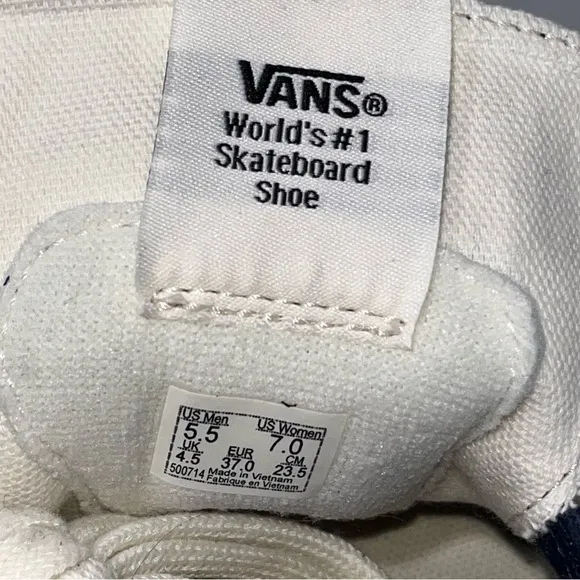 VANS®
World's #1
Skateboard
Shoe
US Men US Women
5.5 7.0
UK EUR CM
4.5 37.0 23.5
500714 Made in Vietnam
Fabrique en Vietnam